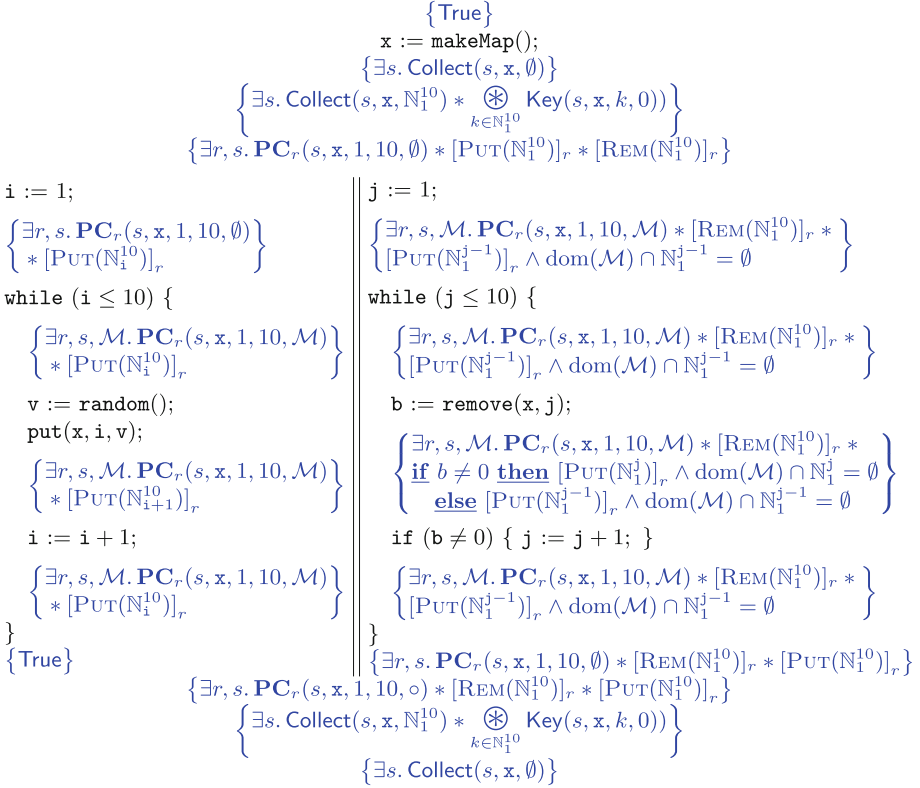 {True}
x := makeMap();
{∃s. Collect(s, x, ∅)}
{∃s. Collect(s, x, ℕ₁¹⁰) ∗ ⊛_{k∈ℕ₁¹⁰} Key(s, x, k, 0))}
{∃r, s. PC_r(s, x, 1, 10, ∅) ∗ [PUT(ℕ₁¹⁰)]_r ∗ [REM(ℕ₁¹⁰)]_r}
i := 1;
{∃r, s. PC_r(s, x, 1, 10, ∅)
∗ [PUT(ℕ_i¹⁰)]_r}
while (i ≤ 10) {
{∃r, s, ℳ. PC_r(s, x, 1, 10, ℳ)
∗ [PUT(ℕ_i¹⁰)]_r}
v := random();
put(x, i, v);
{∃r, s, ℳ. PC_r(s, x, 1, 10, ℳ)
∗ [PUT(ℕ_{i+1}¹⁰)]_r}
i := i + 1;
{∃r, s, ℳ. PC_r(s, x, 1, 10, ℳ)
∗ [PUT(ℕ_i¹⁰)]_r}
}
{True}
j := 1;
{∃r, s, ℳ. PC_r(s, x, 1, 10, ℳ) ∗ [REM(ℕ₁¹⁰)]_r ∗
[PUT(ℕ₁^{j−1})]_r ∧ dom(ℳ) ∩ ℕ₁^{j−1} = ∅}
while (j ≤ 10) {
{∃r, s, ℳ. PC_r(s, x, 1, 10, ℳ) ∗ [REM(ℕ₁¹⁰)]_r ∗
[PUT(ℕ₁^{j−1})]_r ∧ dom(ℳ) ∩ ℕ₁^{j−1} = ∅}
b := remove(x, j);
{∃r, s, ℳ. PC_r(s, x, 1, 10, ℳ) ∗ [REM(ℕ₁¹⁰)]_r ∗
if b ≠ 0 then [PUT(ℕ₁^j)]_r ∧ dom(ℳ) ∩ ℕ₁^j = ∅
else [PUT(ℕ₁^{j−1})]_r ∧ dom(ℳ) ∩ ℕ₁^{j−1} = ∅}
if (b ≠ 0) { j := j + 1; }
{∃r, s, ℳ. PC_r(s, x, 1, 10, ℳ) ∗ [REM(ℕ₁¹⁰)]_r ∗
[PUT(ℕ₁^{j−1})]_r ∧ dom(ℳ) ∩ ℕ₁^{j−1} = ∅}
}
{∃r, s. PC_r(s, x, 1, 10, ∅) ∗ [REM(ℕ₁¹⁰)]_r ∗ [PUT(ℕ₁¹⁰)]_r}
{∃r, s. PC_r(s, x, 1, 10, ∘) ∗ [REM(ℕ₁¹⁰)]_r ∗ [PUT(ℕ₁¹⁰)]_r}
{∃s. Collect(s, x, ℕ₁¹⁰) ∗ ⊛_{k∈ℕ₁¹⁰} Key(s, x, k, 0))}
{∃s. Collect(s, x, ∅)}